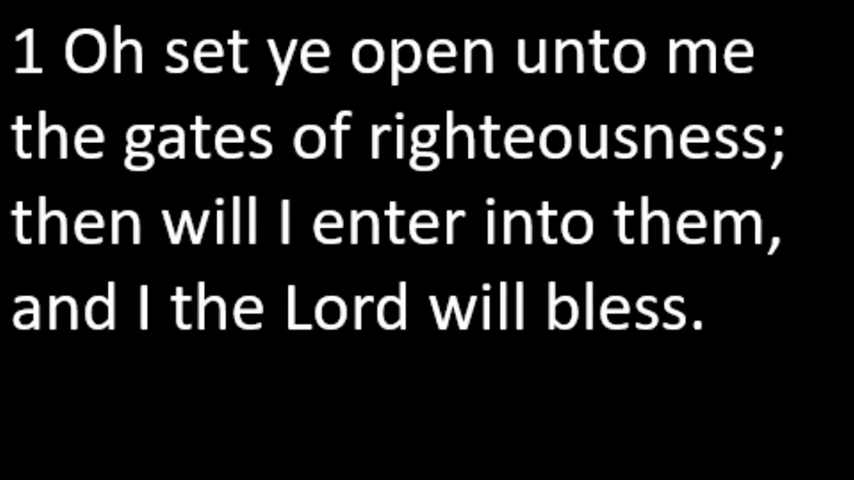 1 Oh set ye open unto me
the gates of righteousness;
then will I enter into them,
and I the Lord will bless.